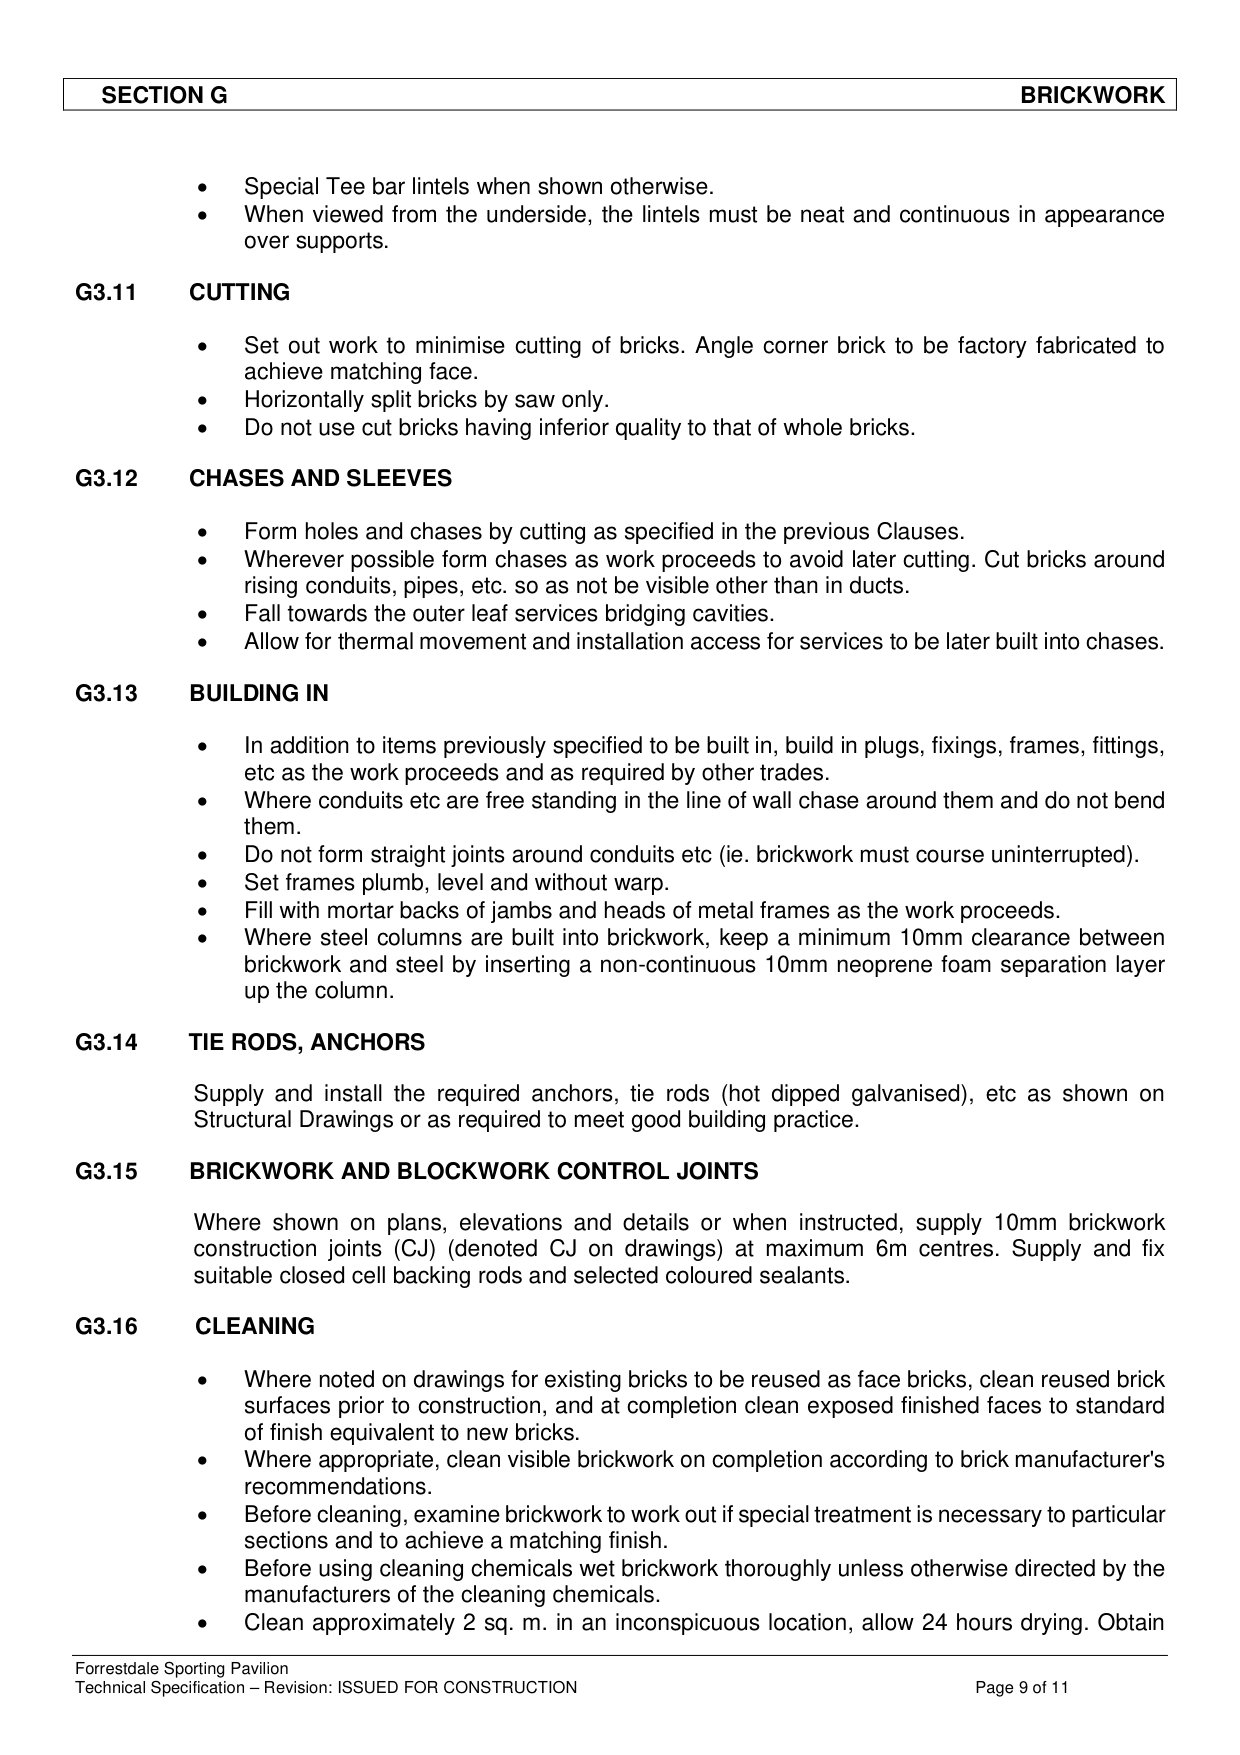 SECTION G BRICKWORK
• Special Tee bar lintels when shown otherwise.
• When viewed from the underside, the lintels must be neat and continuous in appearance
over supports.
G3.11 CUTTING
• Set out work to minimise cutting of bricks. Angle corner brick to be factory fabricated to
achieve matching face.
• Horizontally split bricks by saw only.
• Do not use cut bricks having inferior quality to that of whole bricks.
G3.12 CHASES AND SLEEVES
• Form holes and chases by cutting as specified in the previous Clauses.
• Wherever possible form chases as work proceeds to avoid later cutting. Cut bricks around
rising conduits, pipes, etc. so as not be visible other than in ducts.
• Fall towards the outer leaf services bridging cavities.
• Allow for thermal movement and installation access for services to be later built into chases.
G3.13 BUILDING IN
• In addition to items previously specified to be built in, build in plugs, fixings, frames, fittings,
etc as the work proceeds and as required by other trades.
• Where conduits etc are free standing in the line of wall chase around them and do not bend
them.
• Do not form straight joints around conduits etc (ie. brickwork must course uninterrupted).
• Set frames plumb, level and without warp.
• Fill with mortar backs of jambs and heads of metal frames as the work proceeds.
• Where steel columns are built into brickwork, keep a minimum 10mm clearance between
brickwork and steel by inserting a non-continuous 10mm neoprene foam separation layer
up the column.
G3.14 TIE RODS, ANCHORS
Supply and install the required anchors, tie rods (hot dipped galvanised), etc as shown on
Structural Drawings or as required to meet good building practice.
G3.15 BRICKWORK AND BLOCKWORK CONTROL JOINTS
Where shown on plans, elevations and details or when instructed, supply 10mm brickwork
construction joints (CJ) (denoted CJ on drawings) at maximum 6m centres. Supply and fix
suitable closed cell backing rods and selected coloured sealants.
G3.16 CLEANING
• Where noted on drawings for existing bricks to be reused as face bricks, clean reused brick
surfaces prior to construction, and at completion clean exposed finished faces to standard
of finish equivalent to new bricks.
• Where appropriate, clean visible brickwork on completion according to brick manufacturer's
recommendations.
• Before cleaning, examine brickwork to work out if special treatment is necessary to particular
sections and to achieve a matching finish.
• Before using cleaning chemicals wet brickwork thoroughly unless otherwise directed by the
manufacturers of the cleaning chemicals.
• Clean approximately 2 sq. m. in an inconspicuous location, allow 24 hours drying. Obtain
Forrestdale Sporting Pavilion
Technical Specification – Revision: ISSUED FOR CONSTRUCTION Page 9 of 11